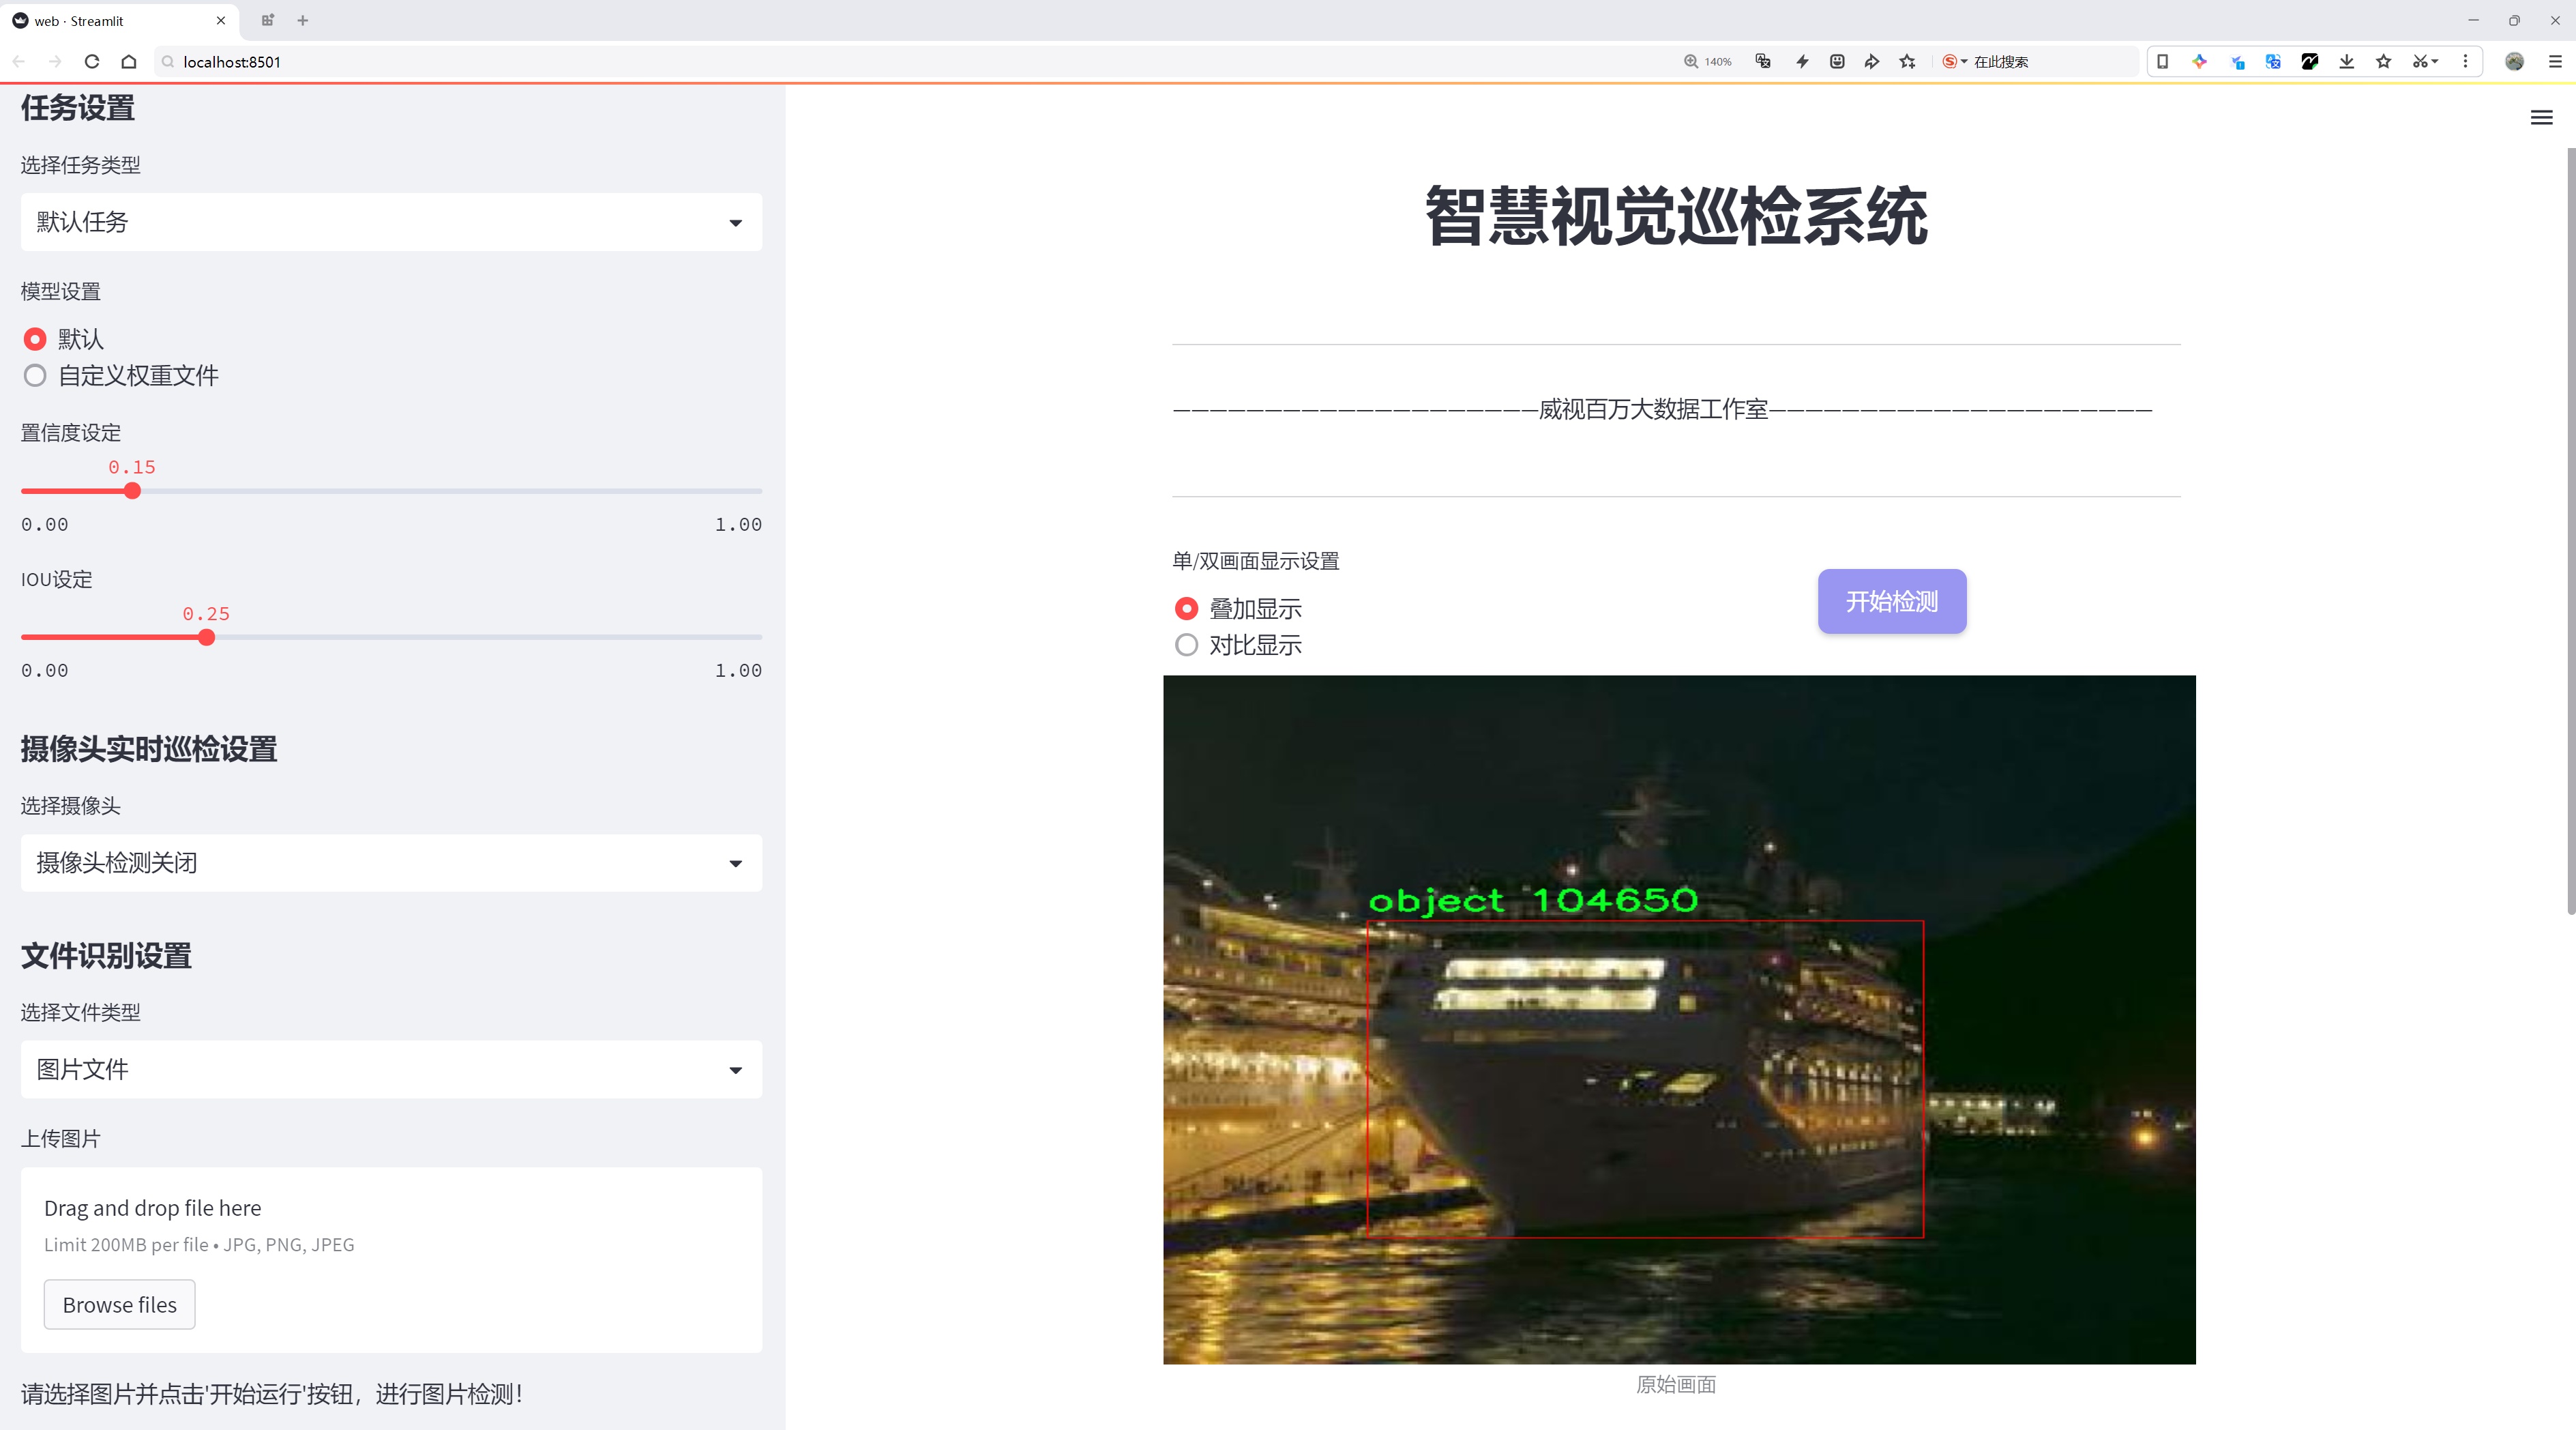 web · Streamlit
localhost:8501
140%
在此搜索
任务设置
选择任务类型
默认任务
模型设置
默认
自定义权重文件
置信度设定
0.15
0.00
1.00
IOU设定
0.25
0.00
1.00
摄像头实时巡检设置
选择摄像头
摄像头检测关闭
文件识别设置
选择文件类型
图片文件
上传图片
Drag and drop file here
Limit 200MB per file • JPG, PNG, JPEG
Browse files
请选择图片并点击'开始运行'按钮，进行图片检测！
智慧视觉巡检系统
————————————————————威视百万大数据工作室—————————————————————
单/双画面显示设置
叠加显示
对比显示
开始检测
object 104650
原始画面